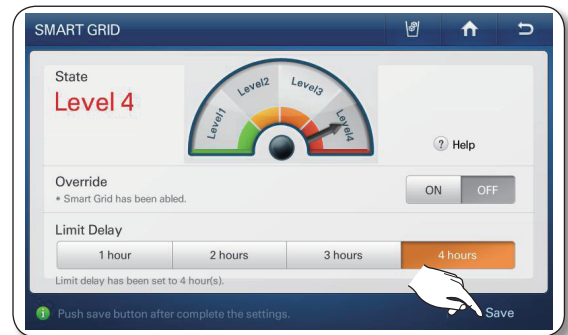 SMART GRID
State
Level 4
Level1 Level2 Level3 Level4
? Help
Override
• Smart Grid has been abled.
ON OFF
Limit Delay
1 hour 2 hours 3 hours 4 hours
Limit delay has been set to 4 hour(s).
i Push save button after complete the settings.
Save